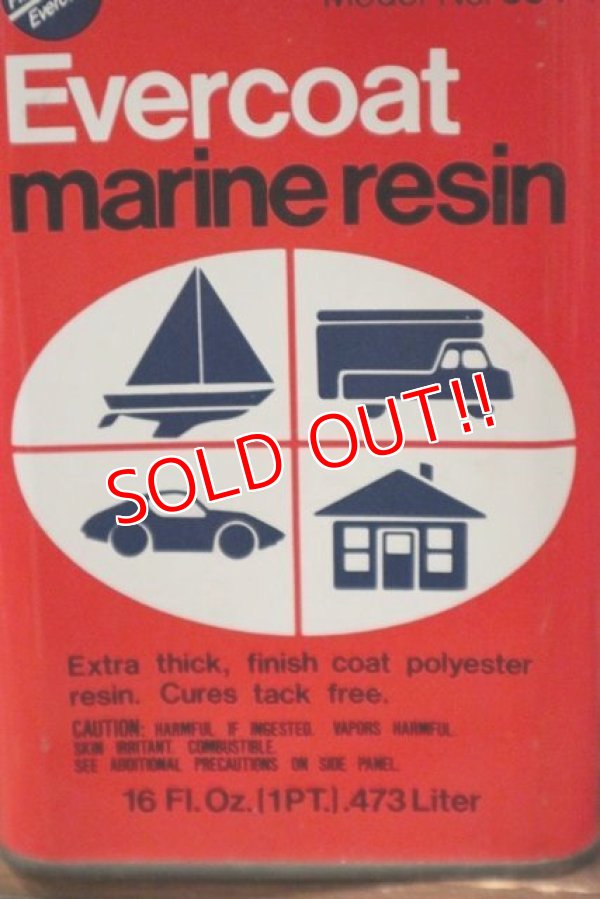 Evercoat
marine resin
SOLD OUT!!
Extra thick, finish coat polyester
resin. Cures tack free.
CAUTION: HARMFUL IF INGESTED. VAPORS HARMFUL.
SKIN IRRITANT. COMBUSTIBLE.
SEE ADDITIONAL PRECAUTIONS ON SIDE PANEL.
16 Fl. Oz. (1PT.) .473 Liter